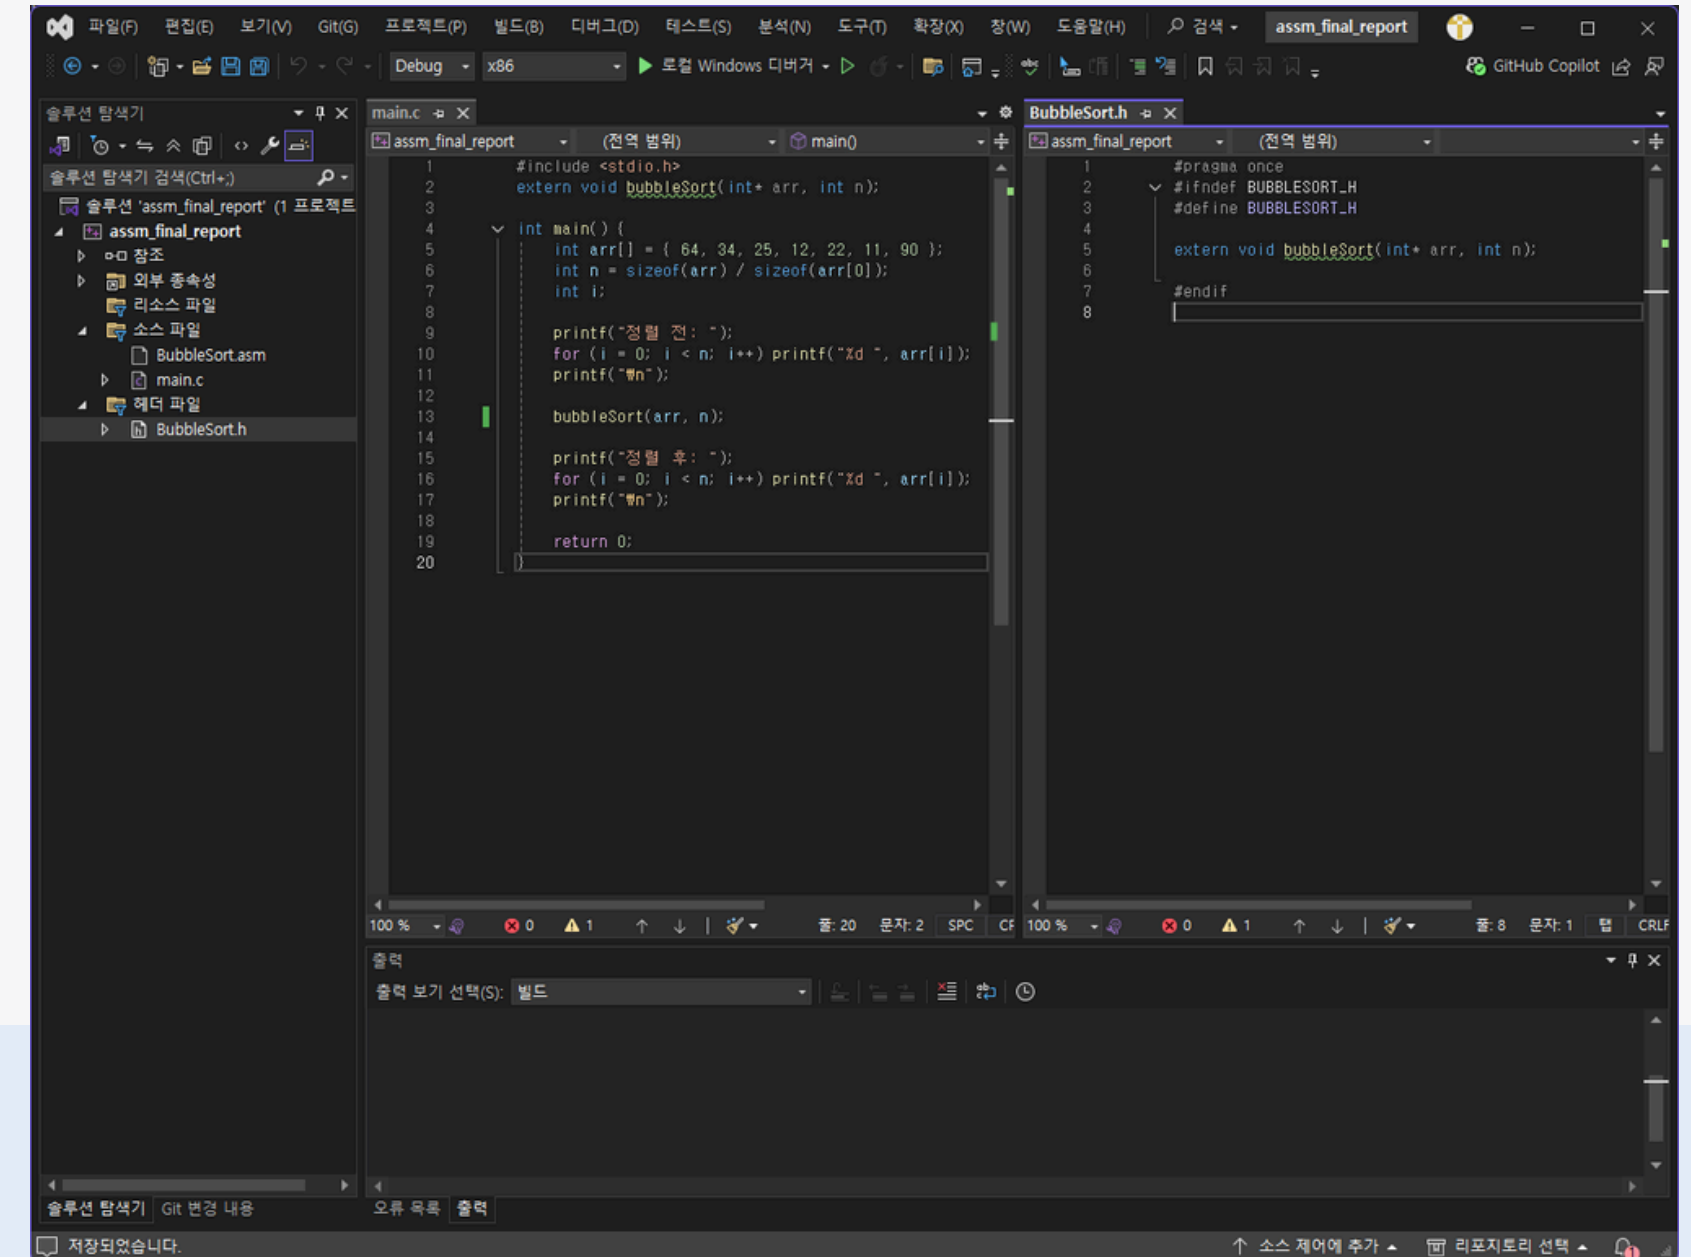 파일(F) 편집(E) 보기(V) Git(G) 프로젝트(P) 빌드(B) 디버그(D) 테스트(S) 분석(N) 도구(T) 확장(X) 창(W) 도움말(H) 검색 assm_final_report
Debug x86 로컬 Windows 디버거 GitHub Copilot
솔루션 탐색기
솔루션 탐색기 검색(Ctrl+;)
솔루션 'assm_final_report' (1 프로젝트
assm_final_report
참조
외부 종속성
리소스 파일
소스 파일
BubbleSort.asm
main.c
헤더 파일
BubbleSort.h
솔루션 탐색기 Git 변경 내용
main.c
assm_final_report (전역 범위) main()
1 #include <stdio.h>
2 extern void bubbleSort(int* arr, int n);
3
4 int main() {
5 int arr[] = { 64, 34, 25, 12, 22, 11, 90 };
6 int n = sizeof(arr) / sizeof(arr[0]);
7 int i;
8
9 printf("정렬 전: ");
10 for (i = 0; i < n; i++) printf("%d ", arr[i]);
11 printf("₩n");
12
13 bubbleSort(arr, n);
14
15 printf("정렬 후: ");
16 for (i = 0; i < n; i++) printf("%d ", arr[i]);
17 printf("₩n");
18
19 return 0;
20 }
100 % 0 1 줄: 20 문자: 2 SPC CF
BubbleSort.h
assm_final_report (전역 범위)
1 #pragma once
2 #ifndef BUBBLESORT_H
3 #define BUBBLESORT_H
4
5 extern void bubbleSort(int* arr, int n);
6
7 #endif
8
100 % 0 1 줄: 8 문자: 1 탭 CRLF
출력
출력 보기 선택(S): 빌드
오류 목록 출력
저장되었습니다. 소스 제어에 추가 리포지토리 선택 1